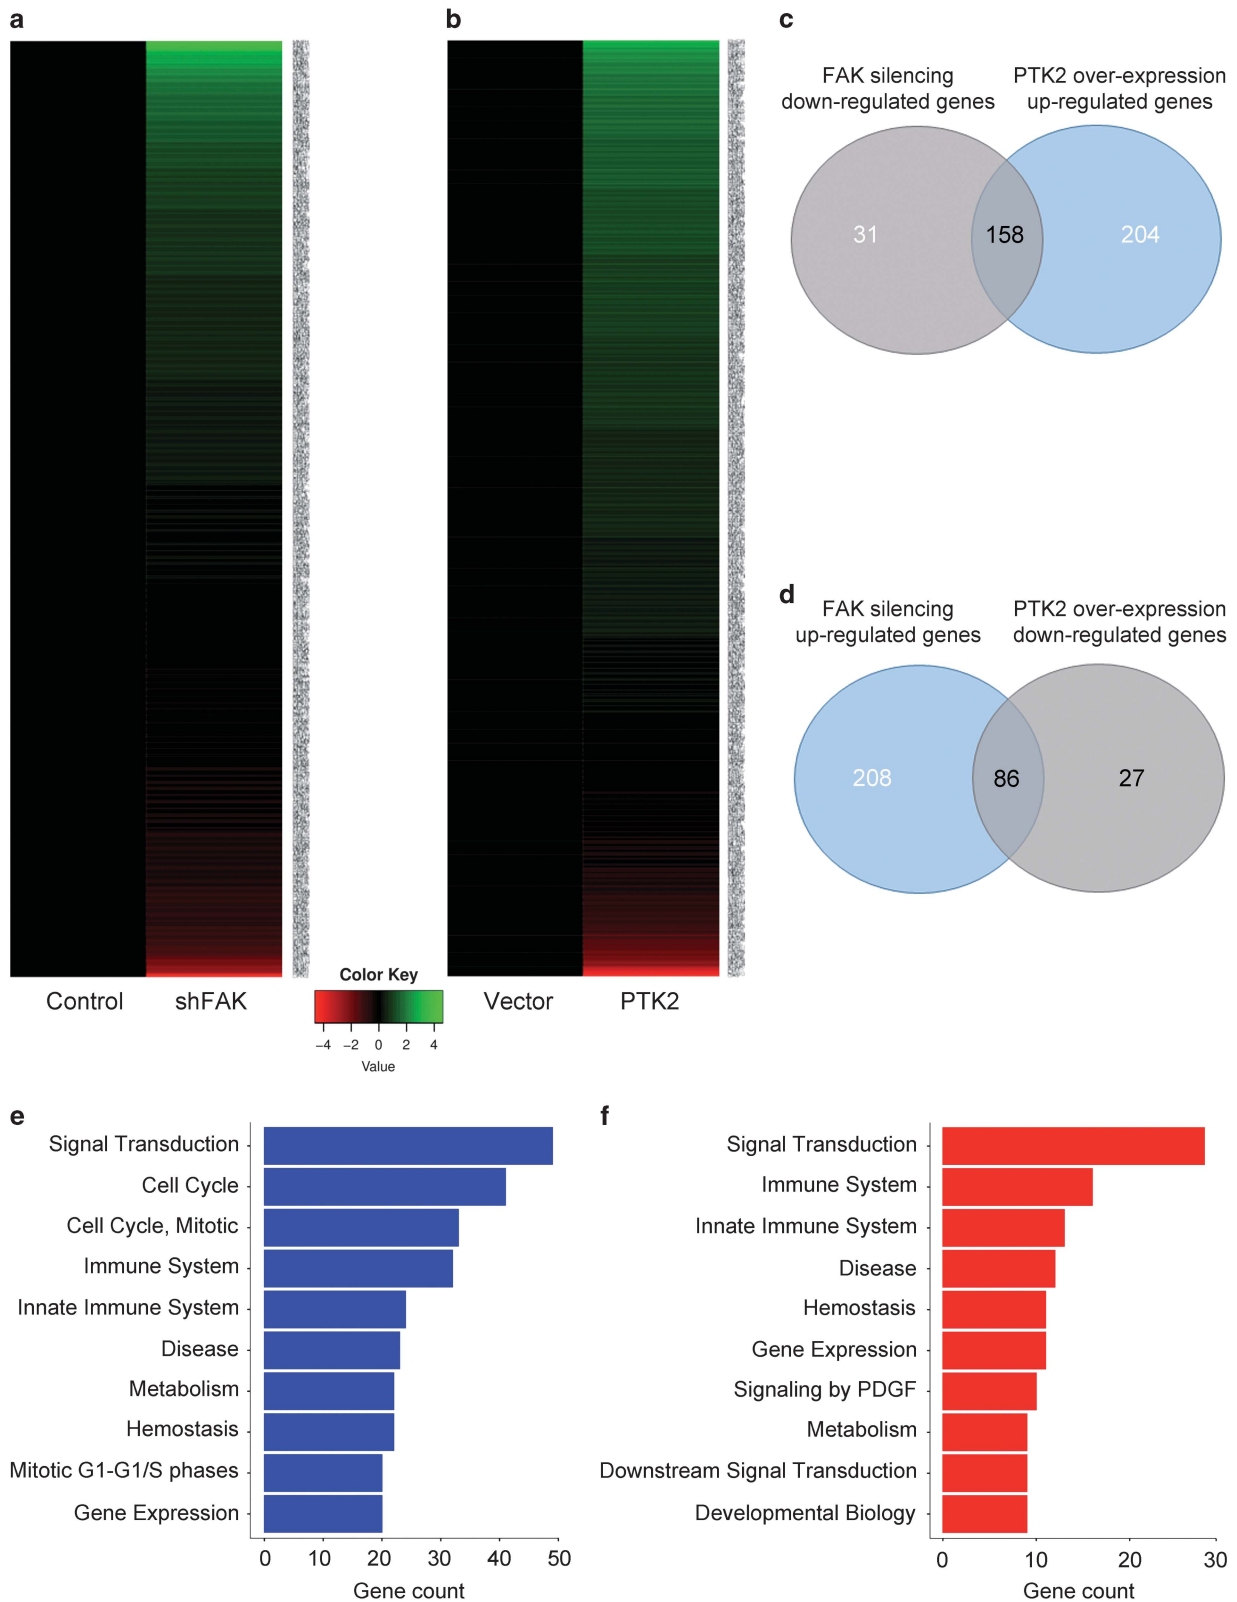 a
b
c
FAK silencing
down-regulated genes
PTK2 over-expression
up-regulated genes
31
158
204
d
FAK silencing
up-regulated genes
PTK2 over-expression
down-regulated genes
208
86
27
Control
shFAK
Color Key
−4 −2 0 2 4
Value
Vector
PTK2
e
Signal Transduction
Cell Cycle
Cell Cycle, Mitotic
Immune System
Innate Immune System
Disease
Metabolism
Hemostasis
Mitotic G1-G1/S phases
Gene Expression
0 10 20 30 40 50
Gene count
f
Signal Transduction
Immune System
Innate Immune System
Disease
Hemostasis
Gene Expression
Signaling by PDGF
Metabolism
Downstream Signal Transduction
Developmental Biology
0 10 20 30
Gene count